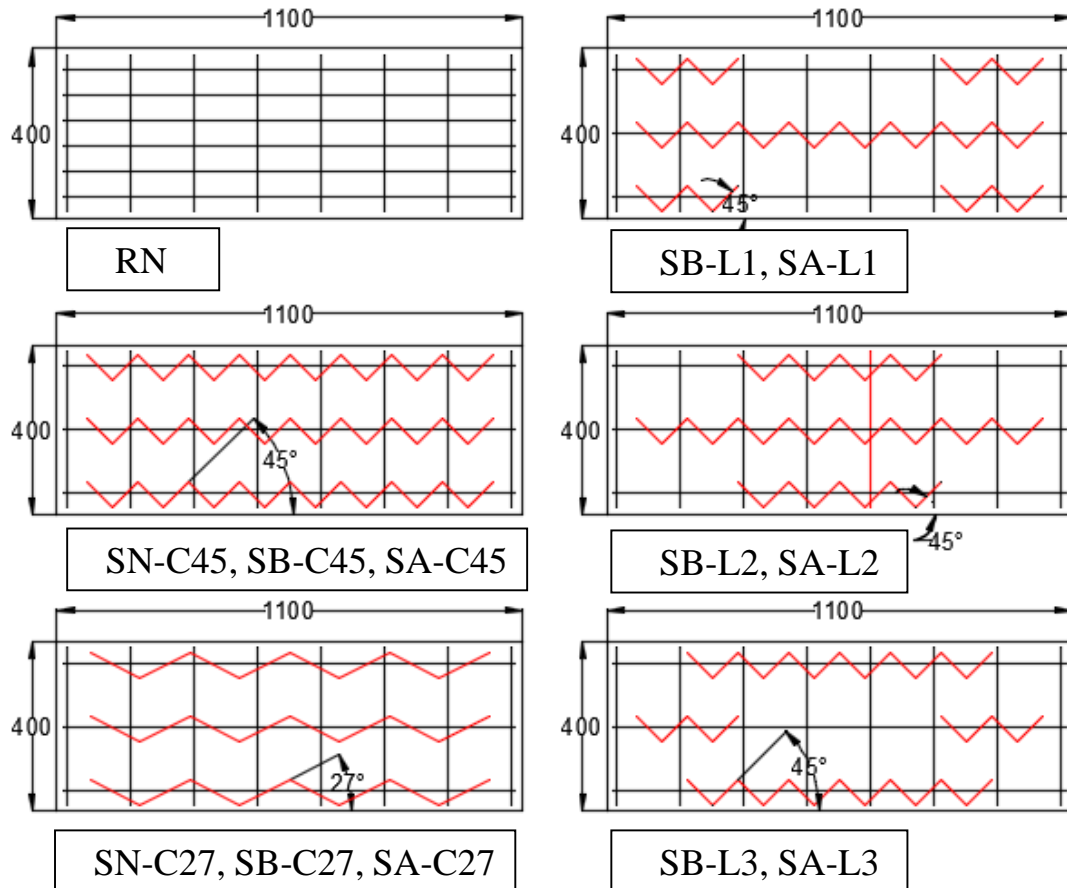 1100
400
RN
1100
400
45°
SB-L1, SA-L1
1100
400
45°
SN-C45, SB-C45, SA-C45
1100
400
45°
SB-L2, SA-L2
1100
400
27°
SN-C27, SB-C27, SA-C27
1100
400
45°
SB-L3, SA-L3